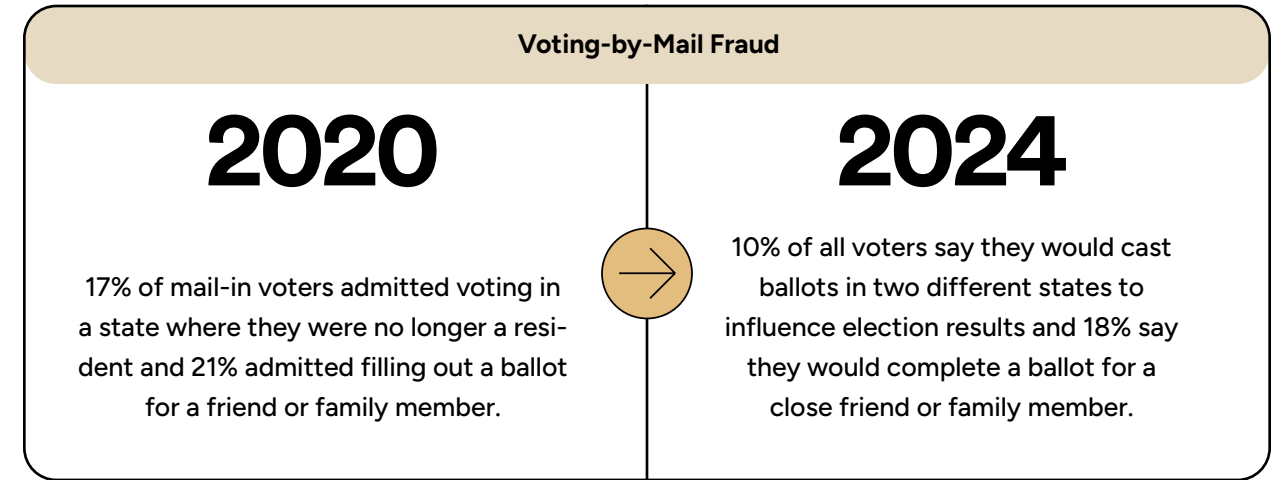 Voting-by-Mail Fraud
2020
17% of mail-in voters admitted voting in
a state where they were no longer a resi-
dent and 21% admitted filling out a ballot
for a friend or family member.
2024
10% of all voters say they would cast
ballots in two different states to
influence election results and 18% say
they would complete a ballot for a
close friend or family member.